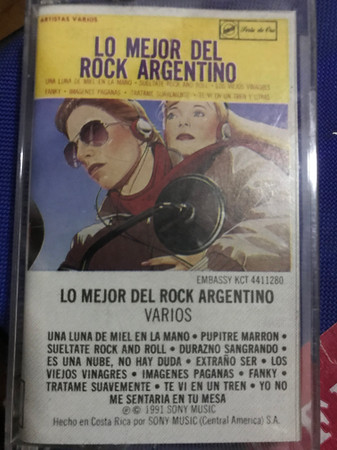 ARTISTAS VARIOS
LO MEJOR DEL
ROCK ARGENTINO
UNA LUNA DE MIEL EN LA MANO • SUELTATE ROCK AND ROLL • LOS VIEJOS VINAGRES
FANKY • IMAGENES PAGANAS • TRATAME SUAVEMENTE • TE VI EN UN TREN Y OTROS
EMBASSY KCT 4411280
LO MEJOR DEL ROCK ARGENTINO
VARIOS
UNA LUNA DE MIEL EN LA MANO • PUPITRE MARRON •
SUELTATE ROCK AND ROLL • DURAZNO SANGRANDO •
ES UNA NUBE, NO HAY DUDA • EXTRAÑO SER • LOS
VIEJOS VINAGRES • IMAGENES PAGANAS • FANKY •
TRATAME SUAVEMENTE • TE VI EN UN TREN • YO NO
ME SENTARIA EN TU MESA
Ⓟ © 1991 SONY MUSIC
Hecho en Costa Rica por SONY MUSIC (Central America) S.A.